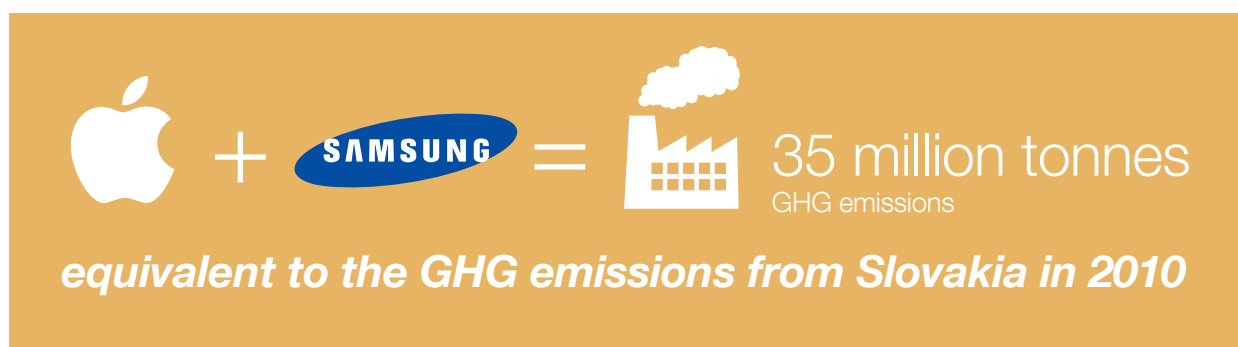 + SAMSUNG = 35 million tonnes
GHG emissions
equivalent to the GHG emissions from Slovakia in 2010